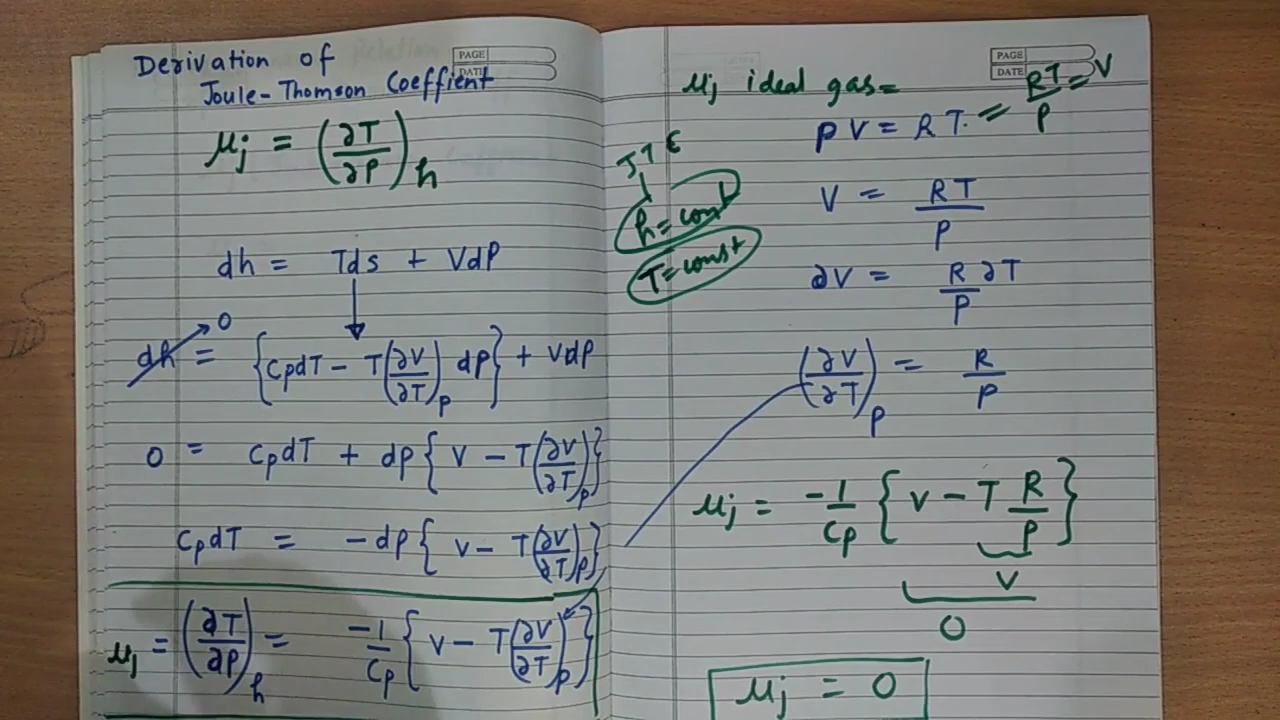 Derivation of
Joule-Thomson Coeffient
PAGE
DATE
μj = (∂T/∂P)h
dh = Tds + VdP
dh → 0 = {CpdT - T(∂V/∂T)p dP} + VdP
0 = CpdT + dp{V - T(∂V/∂T)p}
CpdT = -dp{V - T(∂V/∂T)p}
μj = (∂T/∂P)h = -1/Cp {V - T(∂V/∂T)p}
PAGE
DATE
μj ideal gas =
PV = RT. = RT/P = V
JTE
h = const
T = const
V = RT/P
∂V = R/P ∂T
(∂V/∂T)p = R/P
μj = -1/Cp {V - T R/P}
V
0
μj = 0